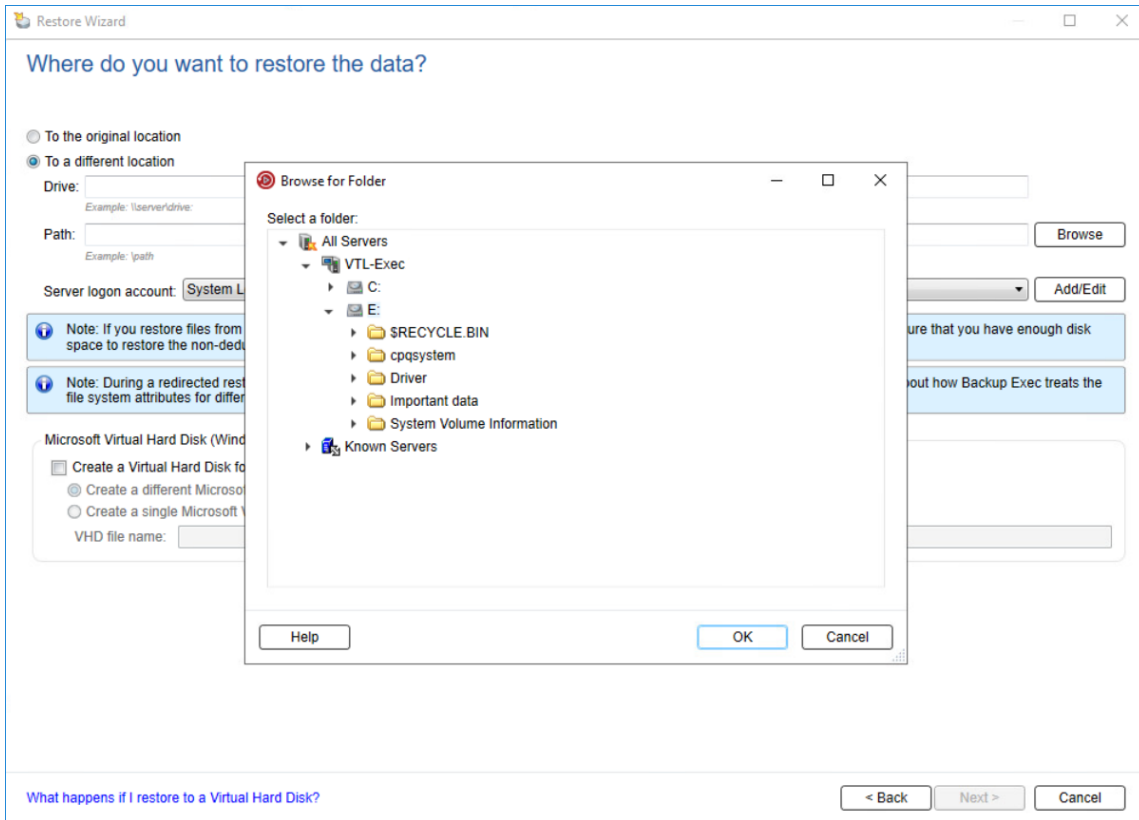 Restore Wizard
Where do you want to restore the data?
To the original location
To a different location
Drive:
Example: \\server\drive:
Path:
Browse
Example: \path
Server logon account:
System L
Add/Edit
Note: If you restore files from
ure that you have enough disk
space to restore the non-dedu
Note: During a redirected rest
bout how Backup Exec treats the
file system attributes for differ
Microsoft Virtual Hard Disk (Wind
Create a Virtual Hard Disk fo
Create a different Microsof
Create a single Microsoft V
VHD file name:
Browse for Folder
Select a folder:
All Servers
VTL-Exec
C:
E:
$RECYCLE.BIN
cpqsystem
Driver
Important data
System Volume Information
Known Servers
Help
OK
Cancel
What happens if I restore to a Virtual Hard Disk?
< Back
Next >
Cancel